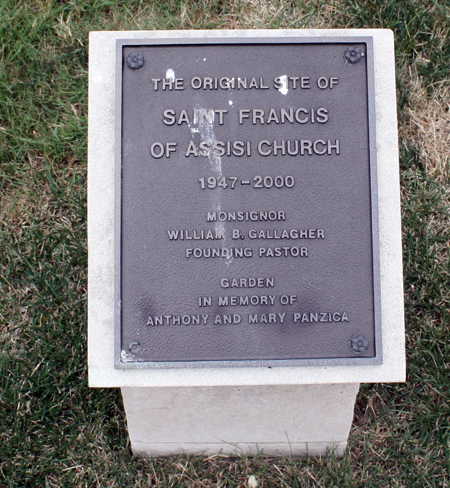 THE ORIGINAL SITE OF
SAINT FRANCIS
OF ASSISI CHURCH
1947-2000
MONSIGNOR
WILLIAM B. GALLAGHER
FOUNDING PASTOR
GARDEN
IN MEMORY OF
ANTHONY AND MARY PANZICA